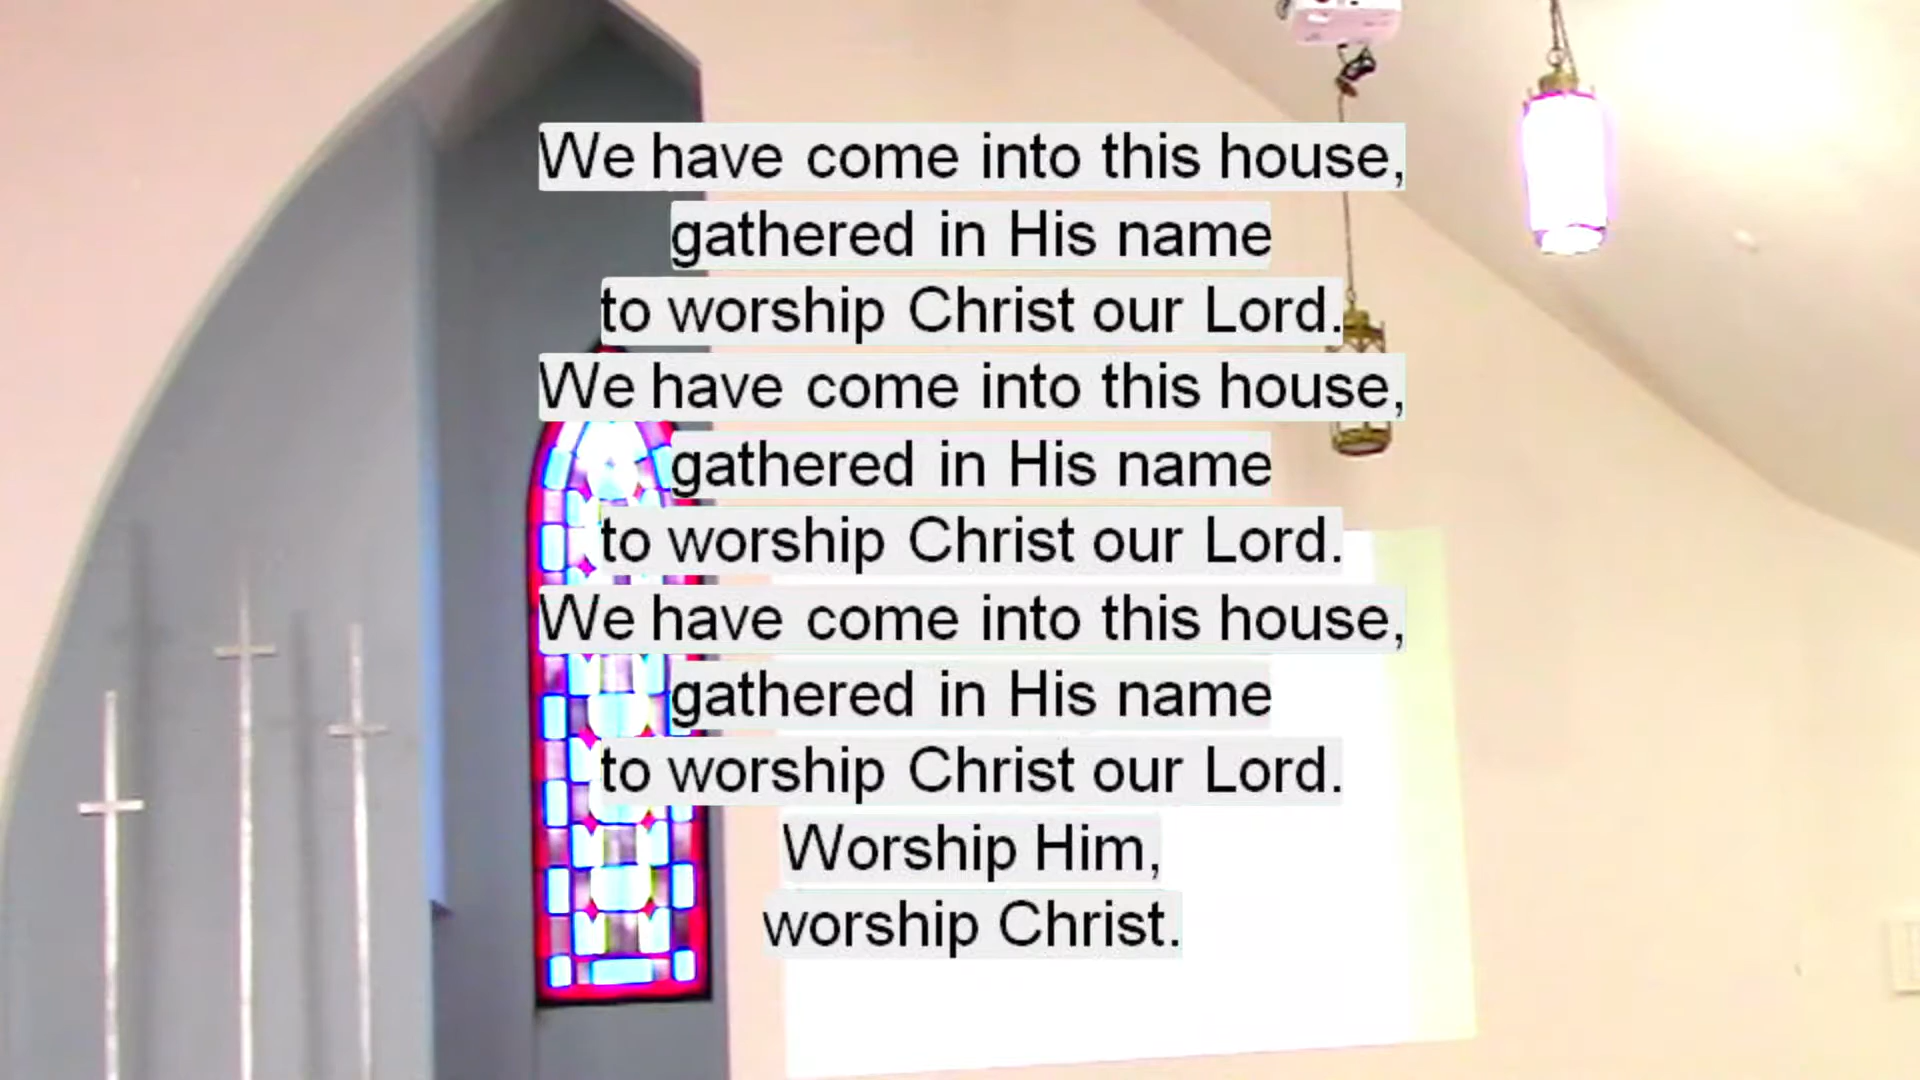 We have come into this house,
gathered in His name
to worship Christ our Lord.
We have come into this house,
gathered in His name
to worship Christ our Lord.
We have come into this house,
gathered in His name
to worship Christ our Lord.
Worship Him,
worship Christ.